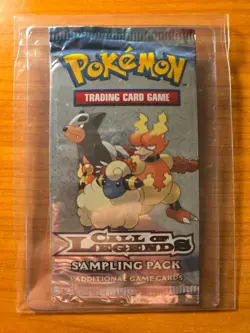 POKéMON
TRADING CARD GAME
CALL OF
LEGENDS
SAMPLING PACK
ADDITIONAL GAME CARDS